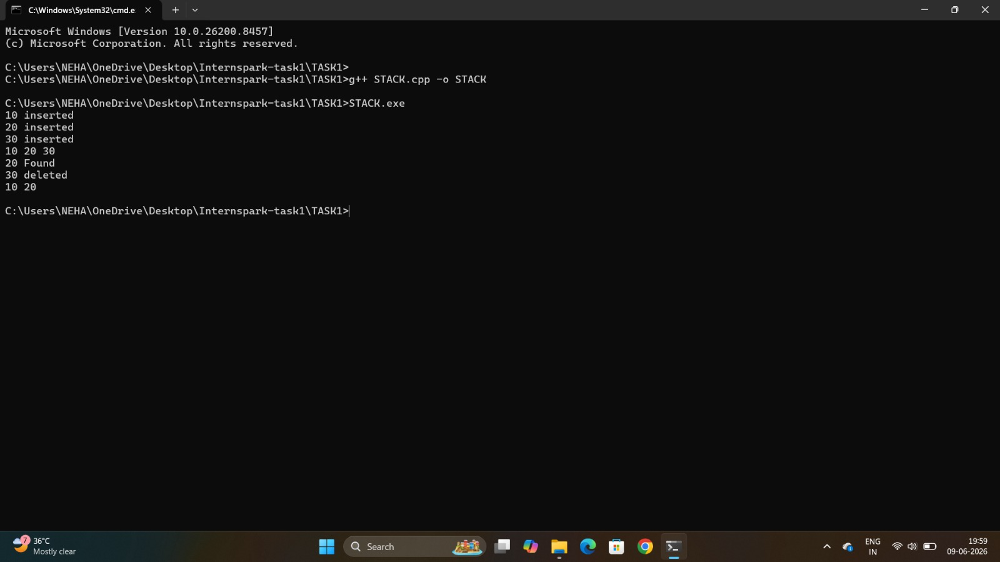 C:\Windows\System32\cmd.e
Microsoft Windows [Version 10.0.26200.8457]
(c) Microsoft Corporation. All rights reserved.
C:\Users\NEHA\OneDrive\Desktop\Internspark-task1\TASK1>
C:\Users\NEHA\OneDrive\Desktop\Internspark-task1\TASK1>g++ STACK.cpp -o STACK
C:\Users\NEHA\OneDrive\Desktop\Internspark-task1\TASK1>STACK.exe
10 inserted
20 inserted
30 inserted
10 20 30
20 Found
30 deleted
10 20
C:\Users\NEHA\OneDrive\Desktop\Internspark-task1\TASK1>
7
36°C
Mostly clear
Search
ENG
IN
19:59
09-06-2026